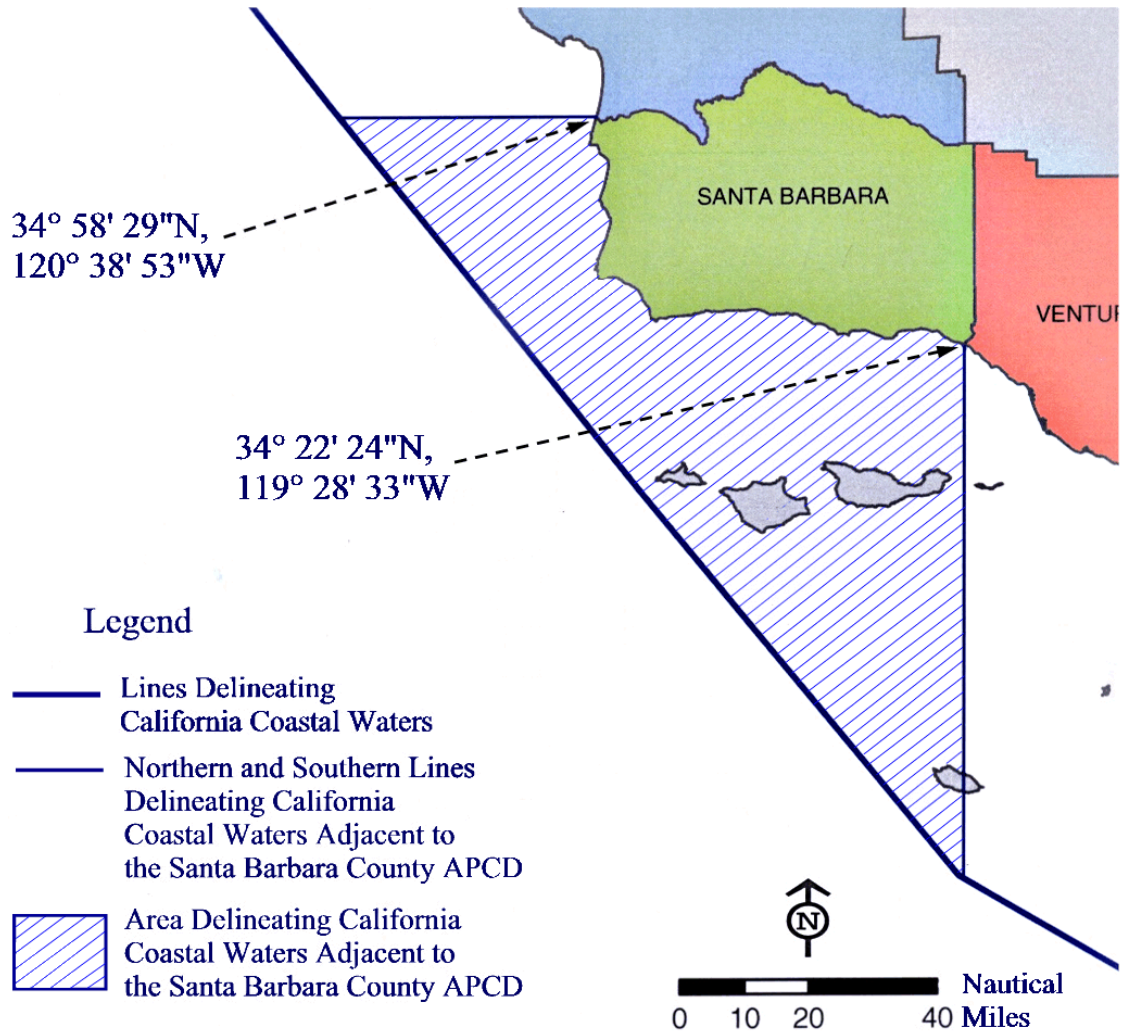 SANTA BARBARA
34° 58' 29"N,
120° 38' 53"W
VENTUR
34° 22' 24"N,
119° 28' 33"W
Legend
Lines Delineating
California Coastal Waters
Northern and Southern Lines
Delineating California
Coastal Waters Adjacent to
the Santa Barbara County APCD
Area Delineating California
Coastal Waters Adjacent to
the Santa Barbara County APCD
N
Nautical
Miles
0 10 20 40